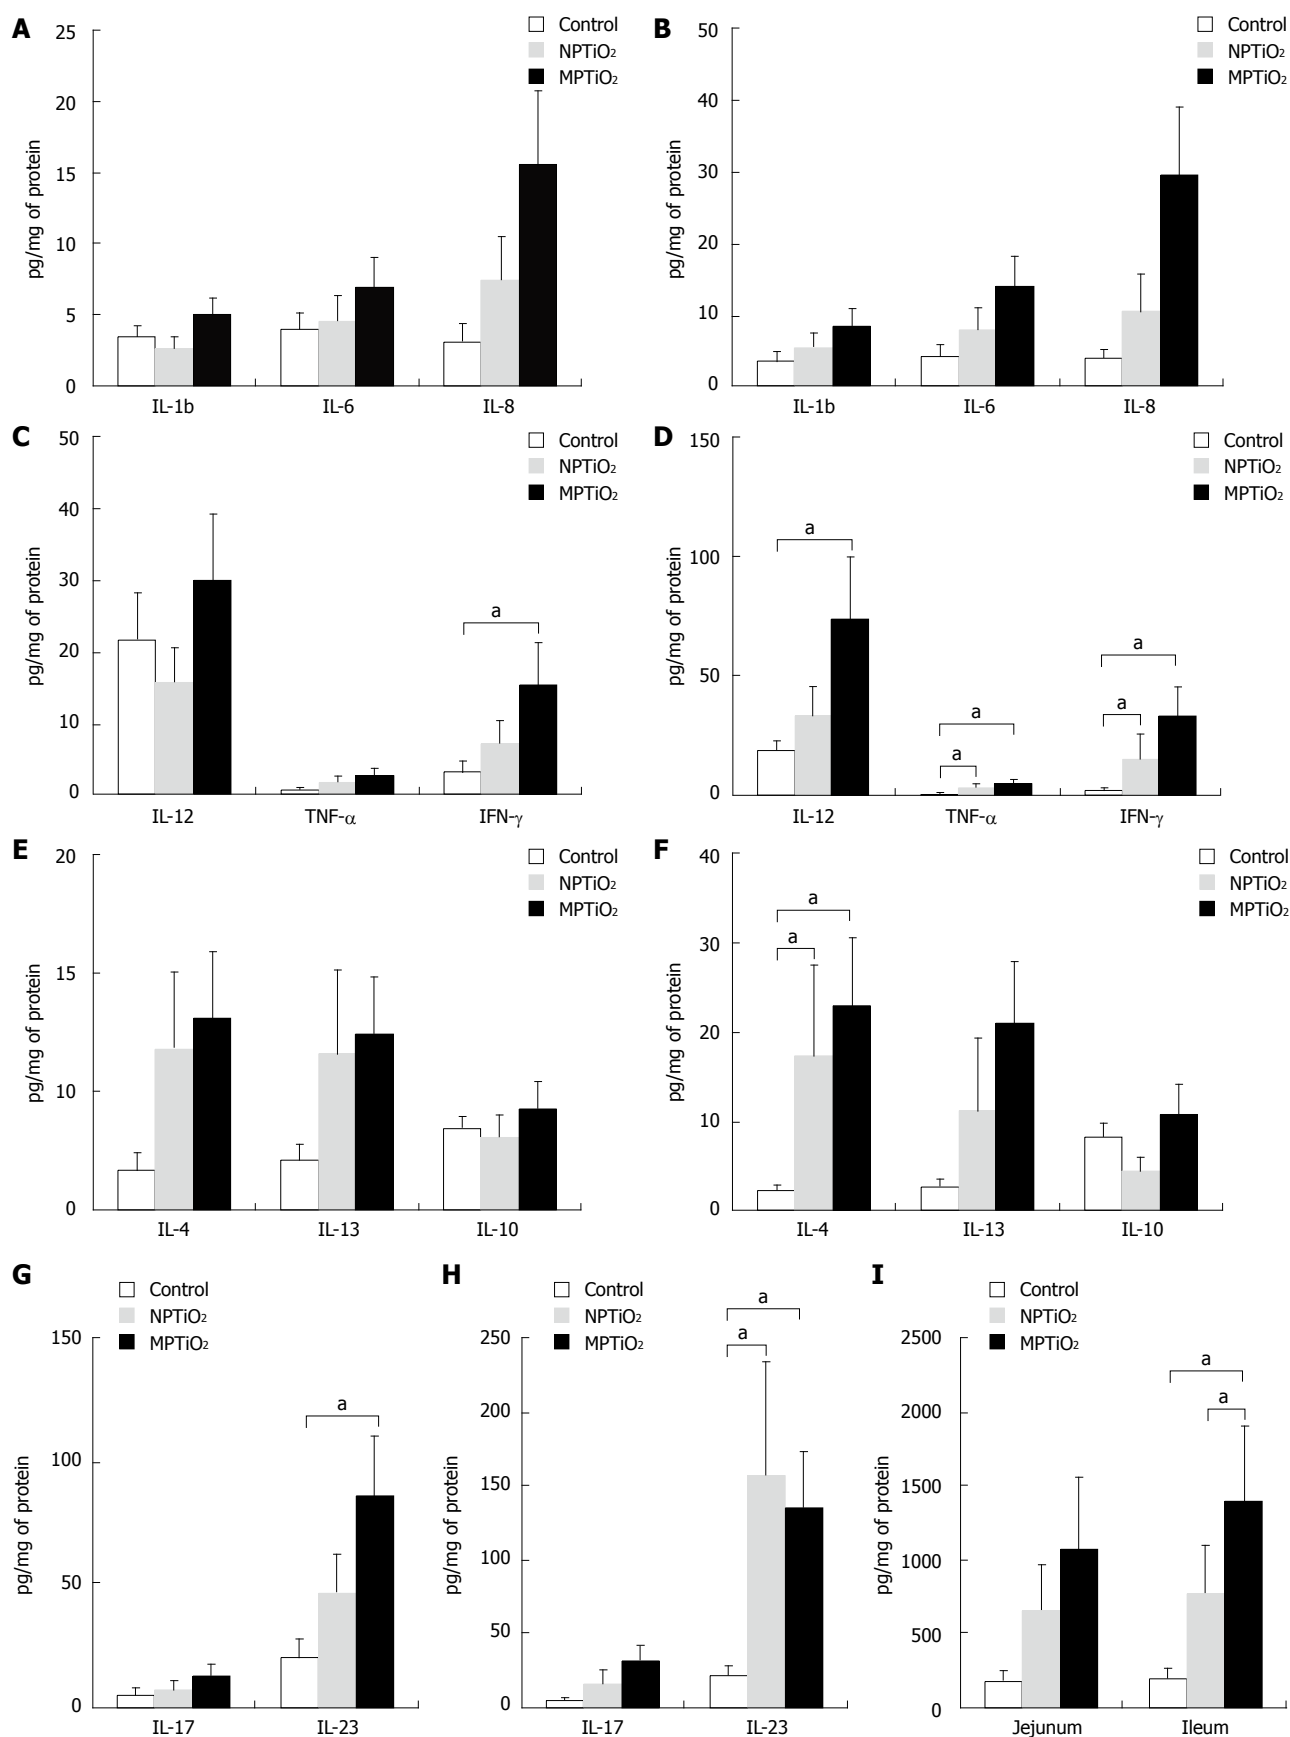 A
Control
NPTiO2
MPTiO2
25
20
15
10
5
0
pg/mg of protein
IL-1b IL-6 IL-8
B
Control
NPTiO2
MPTiO2
50
40
30
20
10
0
pg/mg of protein
IL-1b IL-6 IL-8
C
Control
NPTiO2
MPTiO2
50
40
30
20
10
0
pg/mg of protein
a
IL-12 TNF-α IFN-γ
D
Control
NPTiO2
MPTiO2
150
100
50
0
pg/mg of protein
a
a
a
a
a
IL-12 TNF-α IFN-γ
E
Control
NPTiO2
MPTiO2
20
15
10
0
pg/mg of protein
IL-4 IL-13 IL-10
F
Control
NPTiO2
MPTiO2
40
30
20
10
0
pg/mg of protein
a
a
IL-4 IL-13 IL-10
G
Control
NPTiO2
MPTiO2
150
100
50
0
pg/mg of protein
a
IL-17 IL-23
H
Control
NPTiO2
MPTiO2
250
200
150
100
50
0
pg/mg of protein
a
a
IL-17 IL-23
I
Control
NPTiO2
MPTiO2
2500
2000
1500
1000
500
0
pg/mg of protein
a
a
Jejunum Ileum